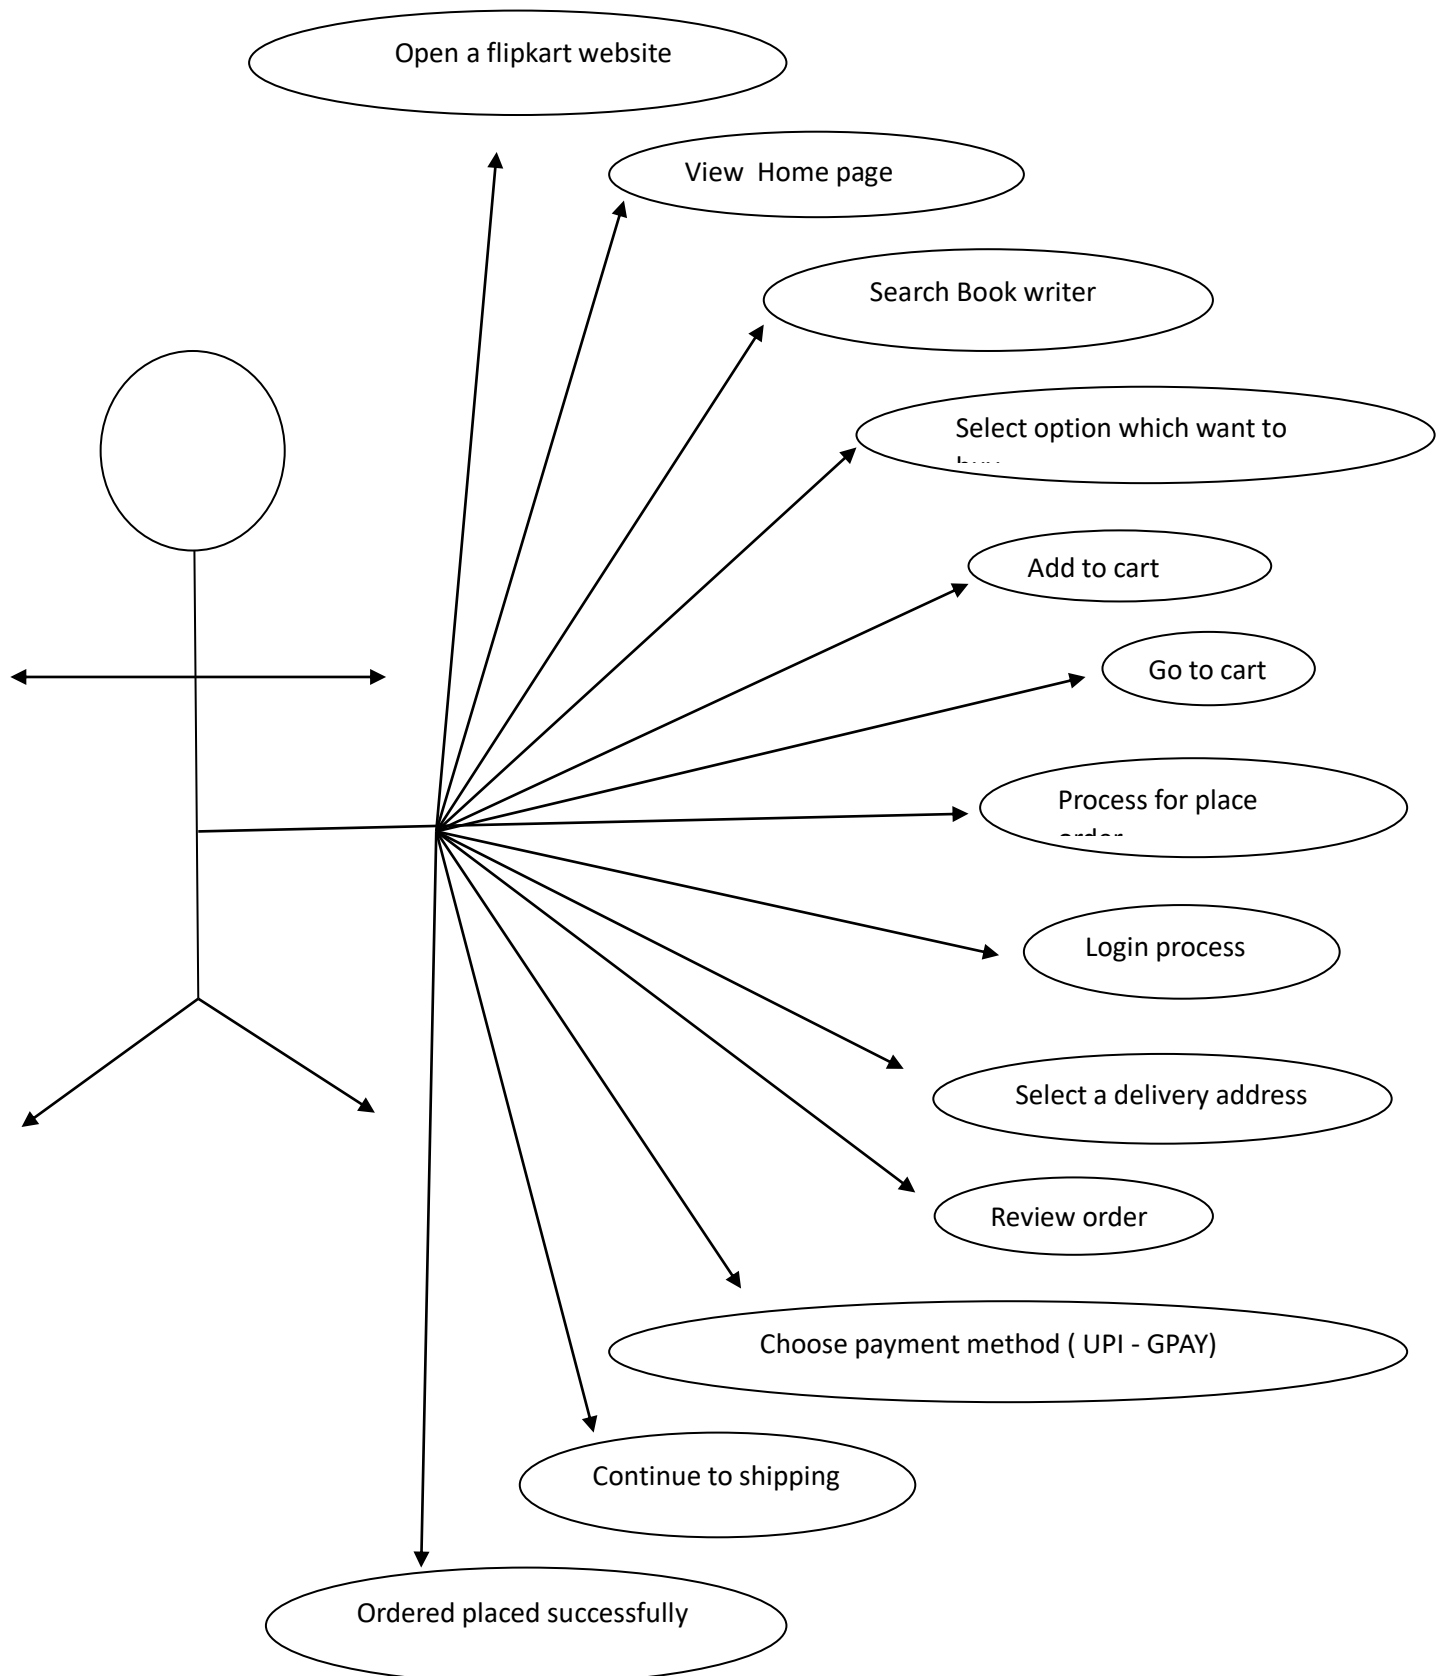 Open a flipkart website
View Home page
Search Book writer
Select option which want to
Add to cart
Go to cart
Process for place
Login process
Select a delivery address
Review order
Choose payment method ( UPI - GPAY)
Continue to shipping
Ordered placed successfully